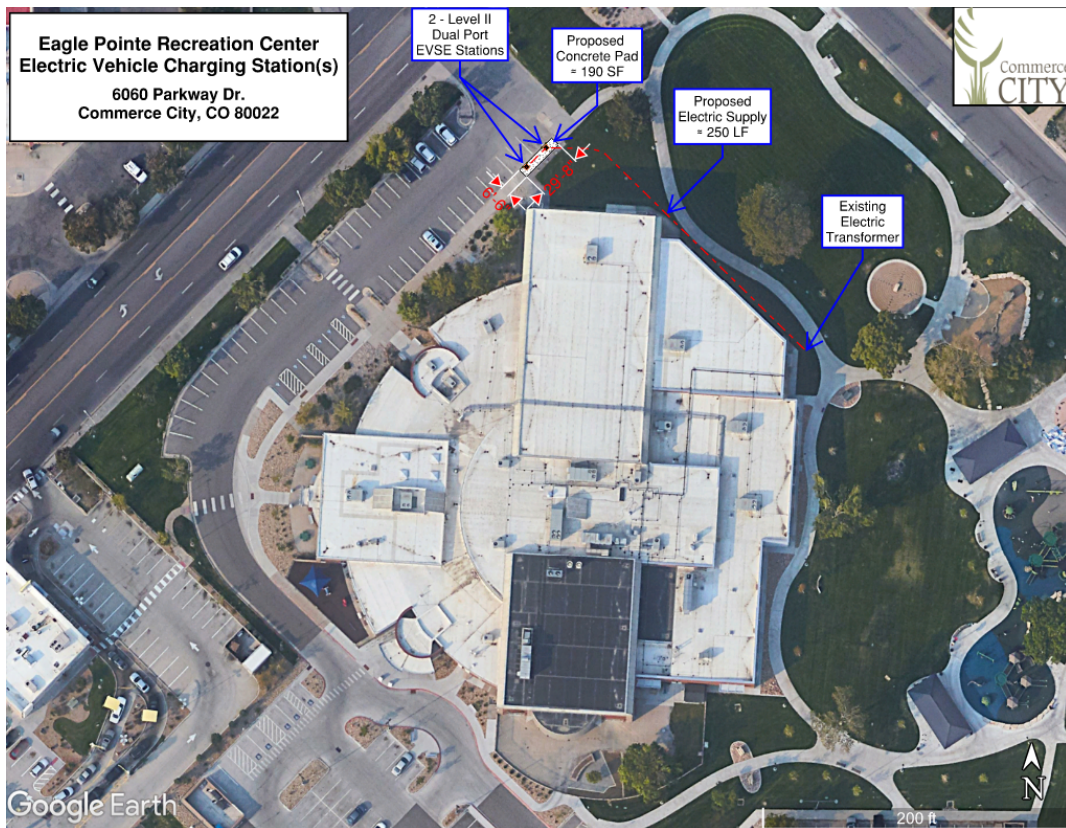 Eagle Pointe Recreation Center
Electric Vehicle Charging Station(s)
6060 Parkway Dr.
Commerce City, CO 80022
2 - Level II
Dual Port
EVSE Stations
Proposed
Concrete Pad
= 190 SF
Proposed
Electric Supply
= 250 LF
Existing
Electric
Transformer
Commerce
CITY
29'-8"
N
Google Earth
200 ft